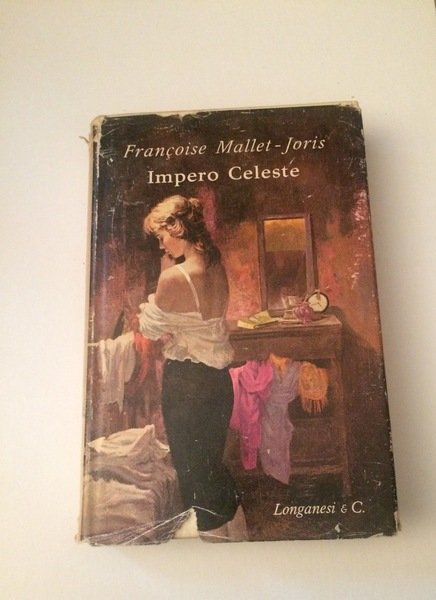 Françoise Mallet-Joris
Impero Celeste
Longanesi & C.